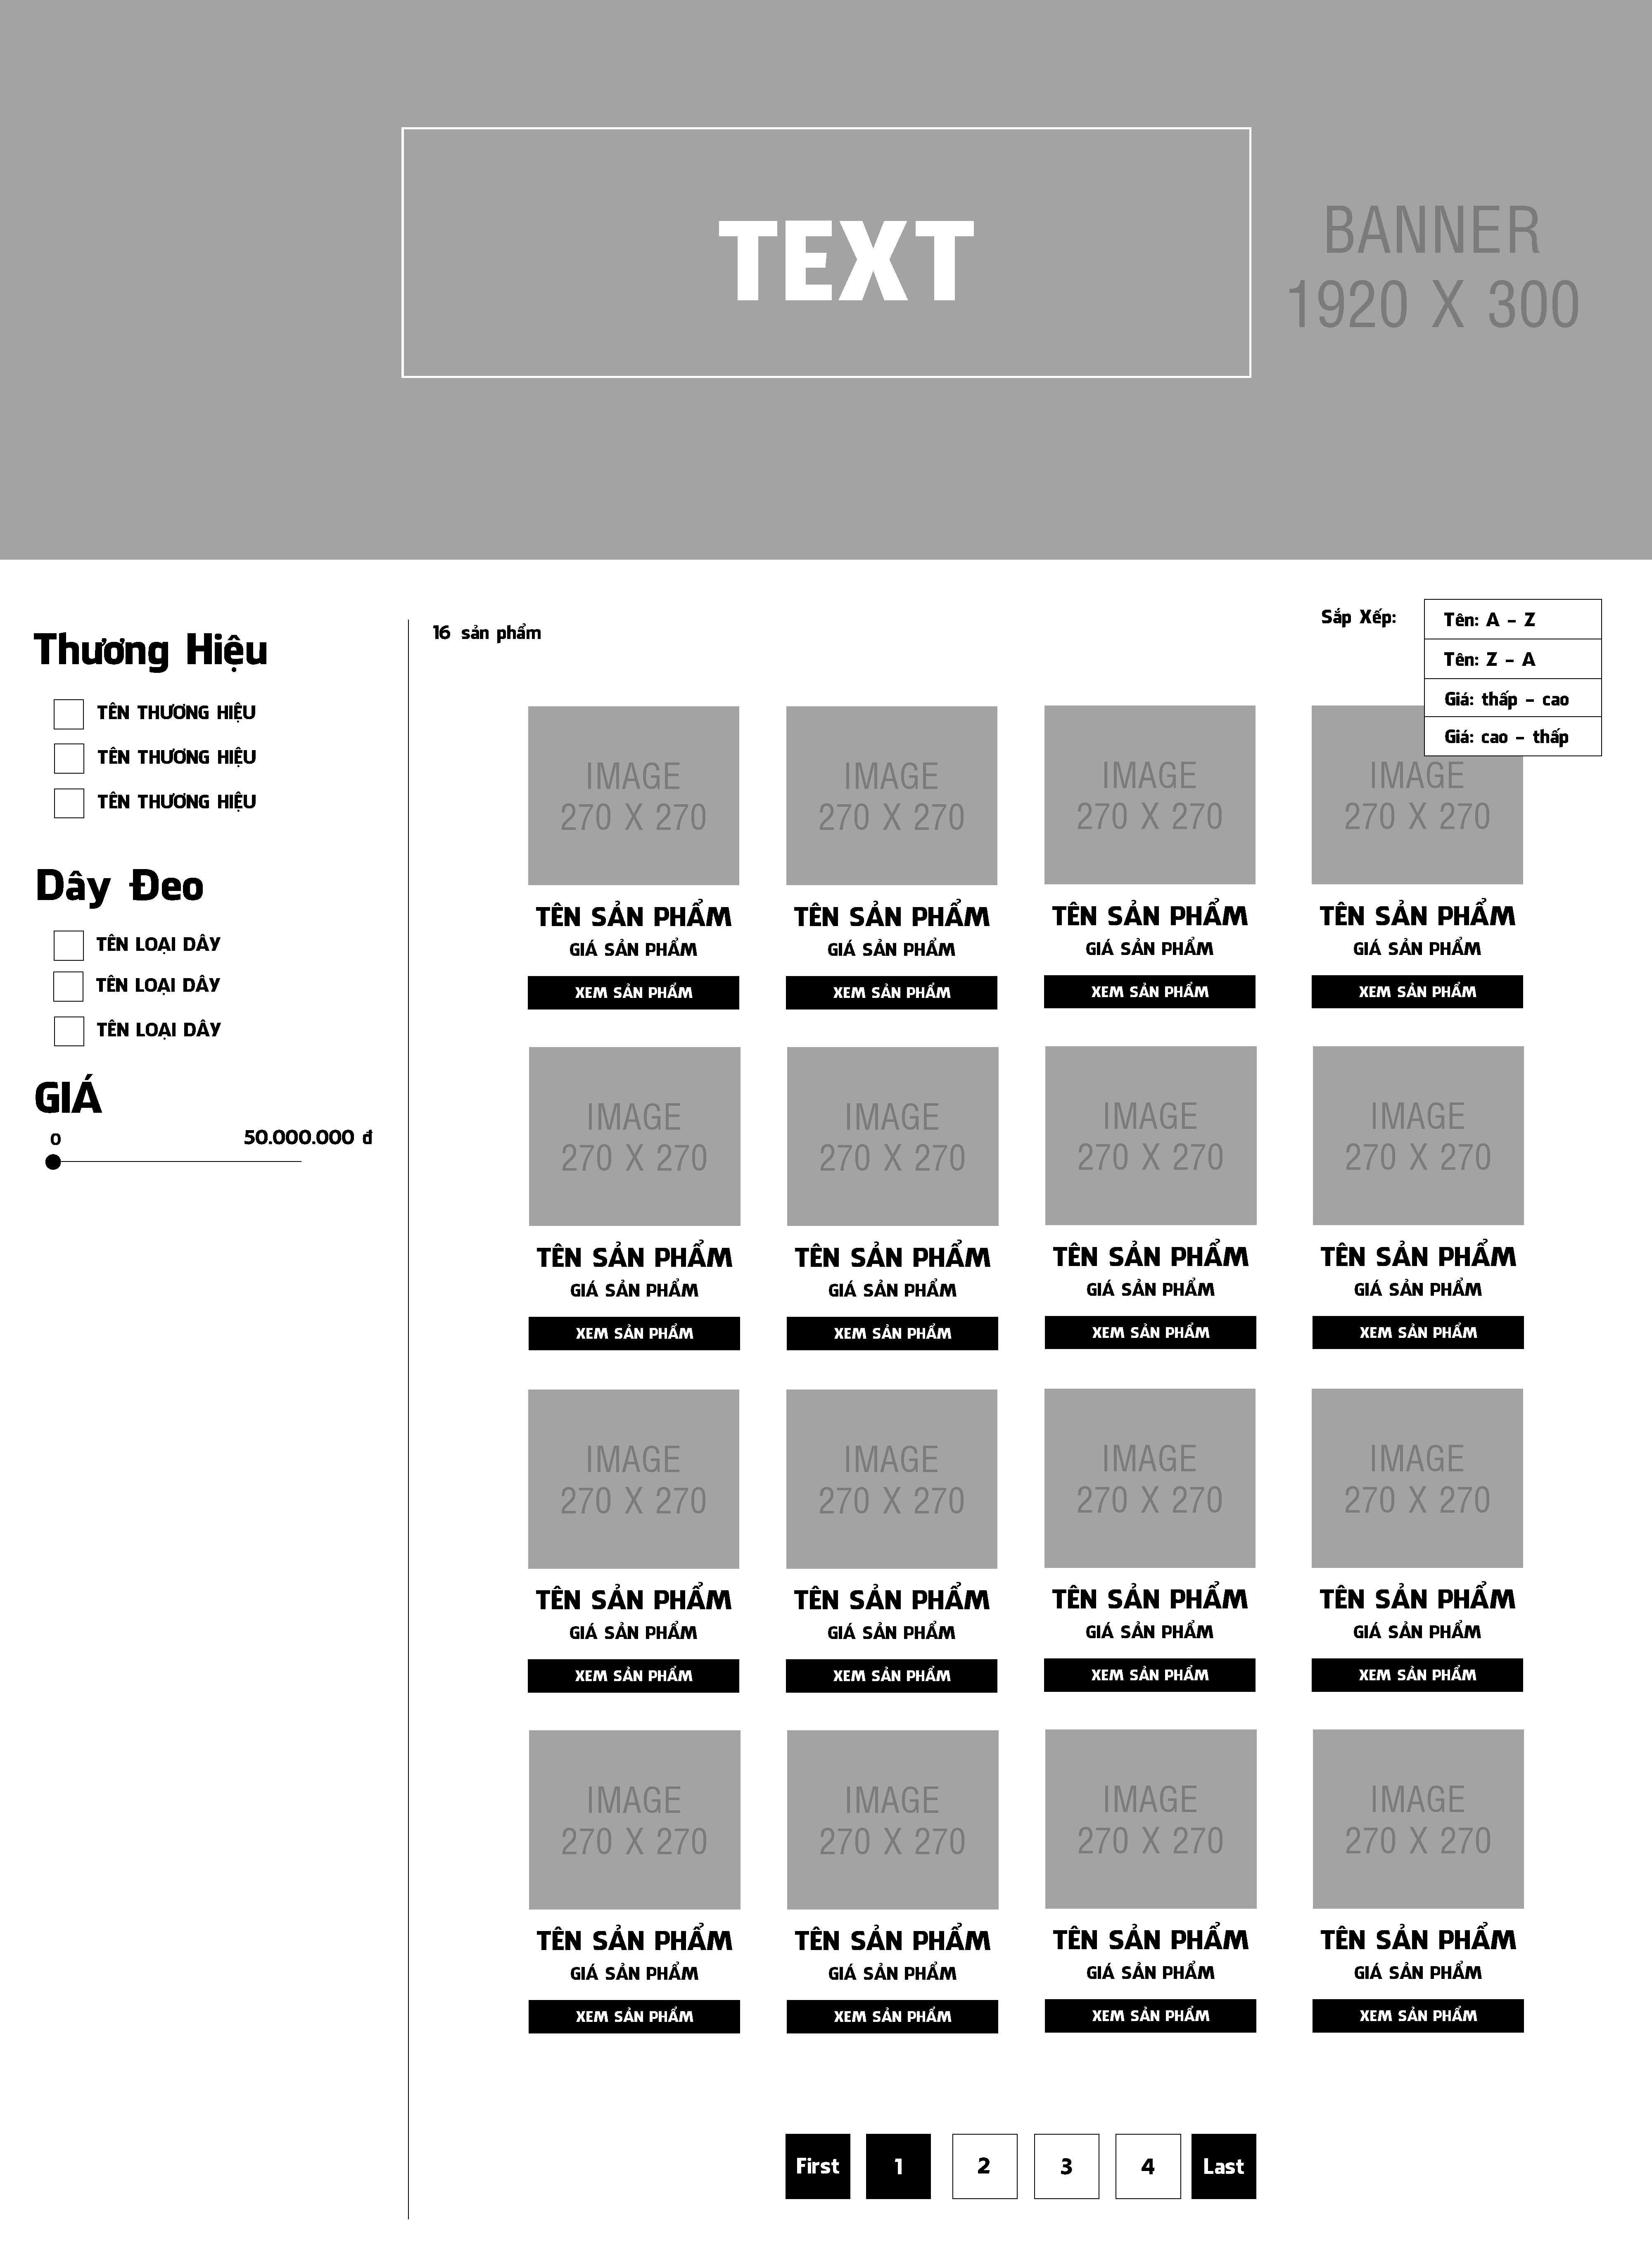 TEXT
BANNER
1920 X 300
Thương Hiệu
TÊN THƯƠNG HIỆU
TÊN THƯƠNG HIỆU
TÊN THƯƠNG HIỆU
Dây Đeo
TÊN LOẠI DÂY
TÊN LOẠI DÂY
TÊN LOẠI DÂY
GIÁ
0 50.000.000 đ
16 sản phẩm
Sắp Xếp:
Tên: A - Z
Tên: Z - A
Giá: thấp - cao
Giá: cao - thấp
IMAGE IMAGE IMAGE IMAGE
270 X 270 270 X 270 270 X 270 270 X 270
TÊN SẢN PHẨM TÊN SẢN PHẨM TÊN SẢN PHẨM TÊN SẢN PHẨM
GIÁ SẢN PHẨM GIÁ SẢN PHẨM GIÁ SẢN PHẨM GIÁ SẢN PHẨM
XEM SẢN PHẨM XEM SẢN PHẨM XEM SẢN PHẨM XEM SẢN PHẨM
IMAGE IMAGE IMAGE IMAGE
270 X 270 270 X 270 270 X 270 270 X 270
TÊN SẢN PHẨM TÊN SẢN PHẨM TÊN SẢN PHẨM TÊN SẢN PHẨM
GIÁ SẢN PHẨM GIÁ SẢN PHẨM GIÁ SẢN PHẨM GIÁ SẢN PHẨM
XEM SẢN PHẨM XEM SẢN PHẨM XEM SẢN PHẨM XEM SẢN PHẨM
IMAGE IMAGE IMAGE IMAGE
270 X 270 270 X 270 270 X 270 270 X 270
TÊN SẢN PHẨM TÊN SẢN PHẨM TÊN SẢN PHẨM TÊN SẢN PHẨM
GIÁ SẢN PHẨM GIÁ SẢN PHẨM GIÁ SẢN PHẨM GIÁ SẢN PHẨM
XEM SẢN PHẨM XEM SẢN PHẨM XEM SẢN PHẨM XEM SẢN PHẨM
IMAGE IMAGE IMAGE IMAGE
270 X 270 270 X 270 270 X 270 270 X 270
TÊN SẢN PHẨM TÊN SẢN PHẨM TÊN SẢN PHẨM TÊN SẢN PHẨM
GIÁ SẢN PHẨM GIÁ SẢN PHẨM GIÁ SẢN PHẨM GIÁ SẢN PHẨM
XEM SẢN PHẨM XEM SẢN PHẨM XEM SẢN PHẨM XEM SẢN PHẨM
First 1 2 3 4 Last